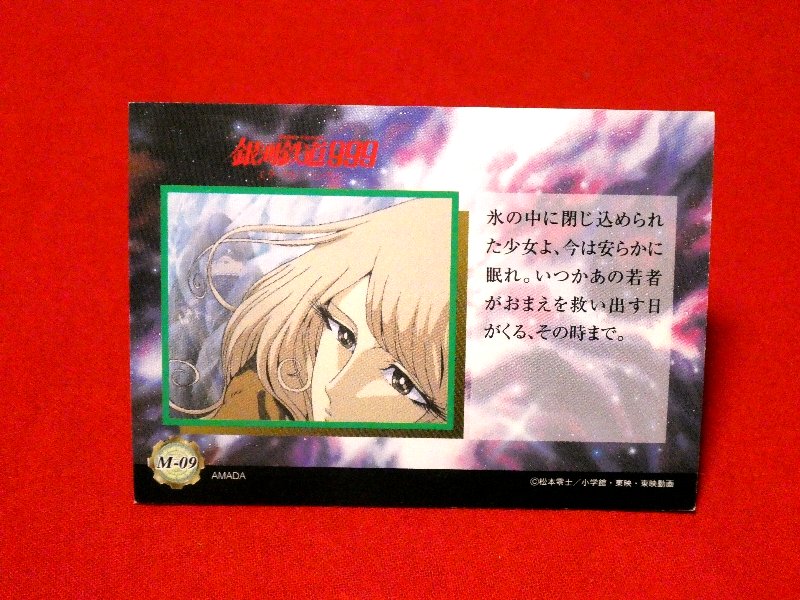 銀河鉄道999
氷の中に閉じ込められ
た少女よ、今は安らかに
眠れ。いつかあの若者
がおまえを救い出す日
がくる、その時まで。
M-09
AMADA
©松本零士／小学館・東映・東映動画